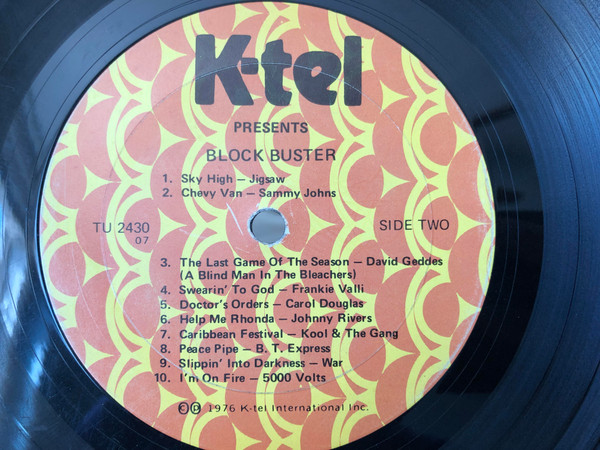 K-tel
PRESENTS
BLOCK BUSTER
1. Sky High – Jigsaw
2. Chevy Van – Sammy Johns
TU 2430
07
SIDE TWO
3. The Last Game Of The Season – David Geddes
(A Blind Man In The Bleachers)
4. Swearin' To God – Frankie Valli
5. Doctor's Orders – Carol Douglas
6. Help Me Rhonda – Johnny Rivers
7. Caribbean Festival – Kool & The Gang
8. Peace Pipe – B. T. Express
9. Slippin' Into Darkness – War
10. I'm On Fire – 5000 Volts
©℗ 1976 K-tel International Inc.